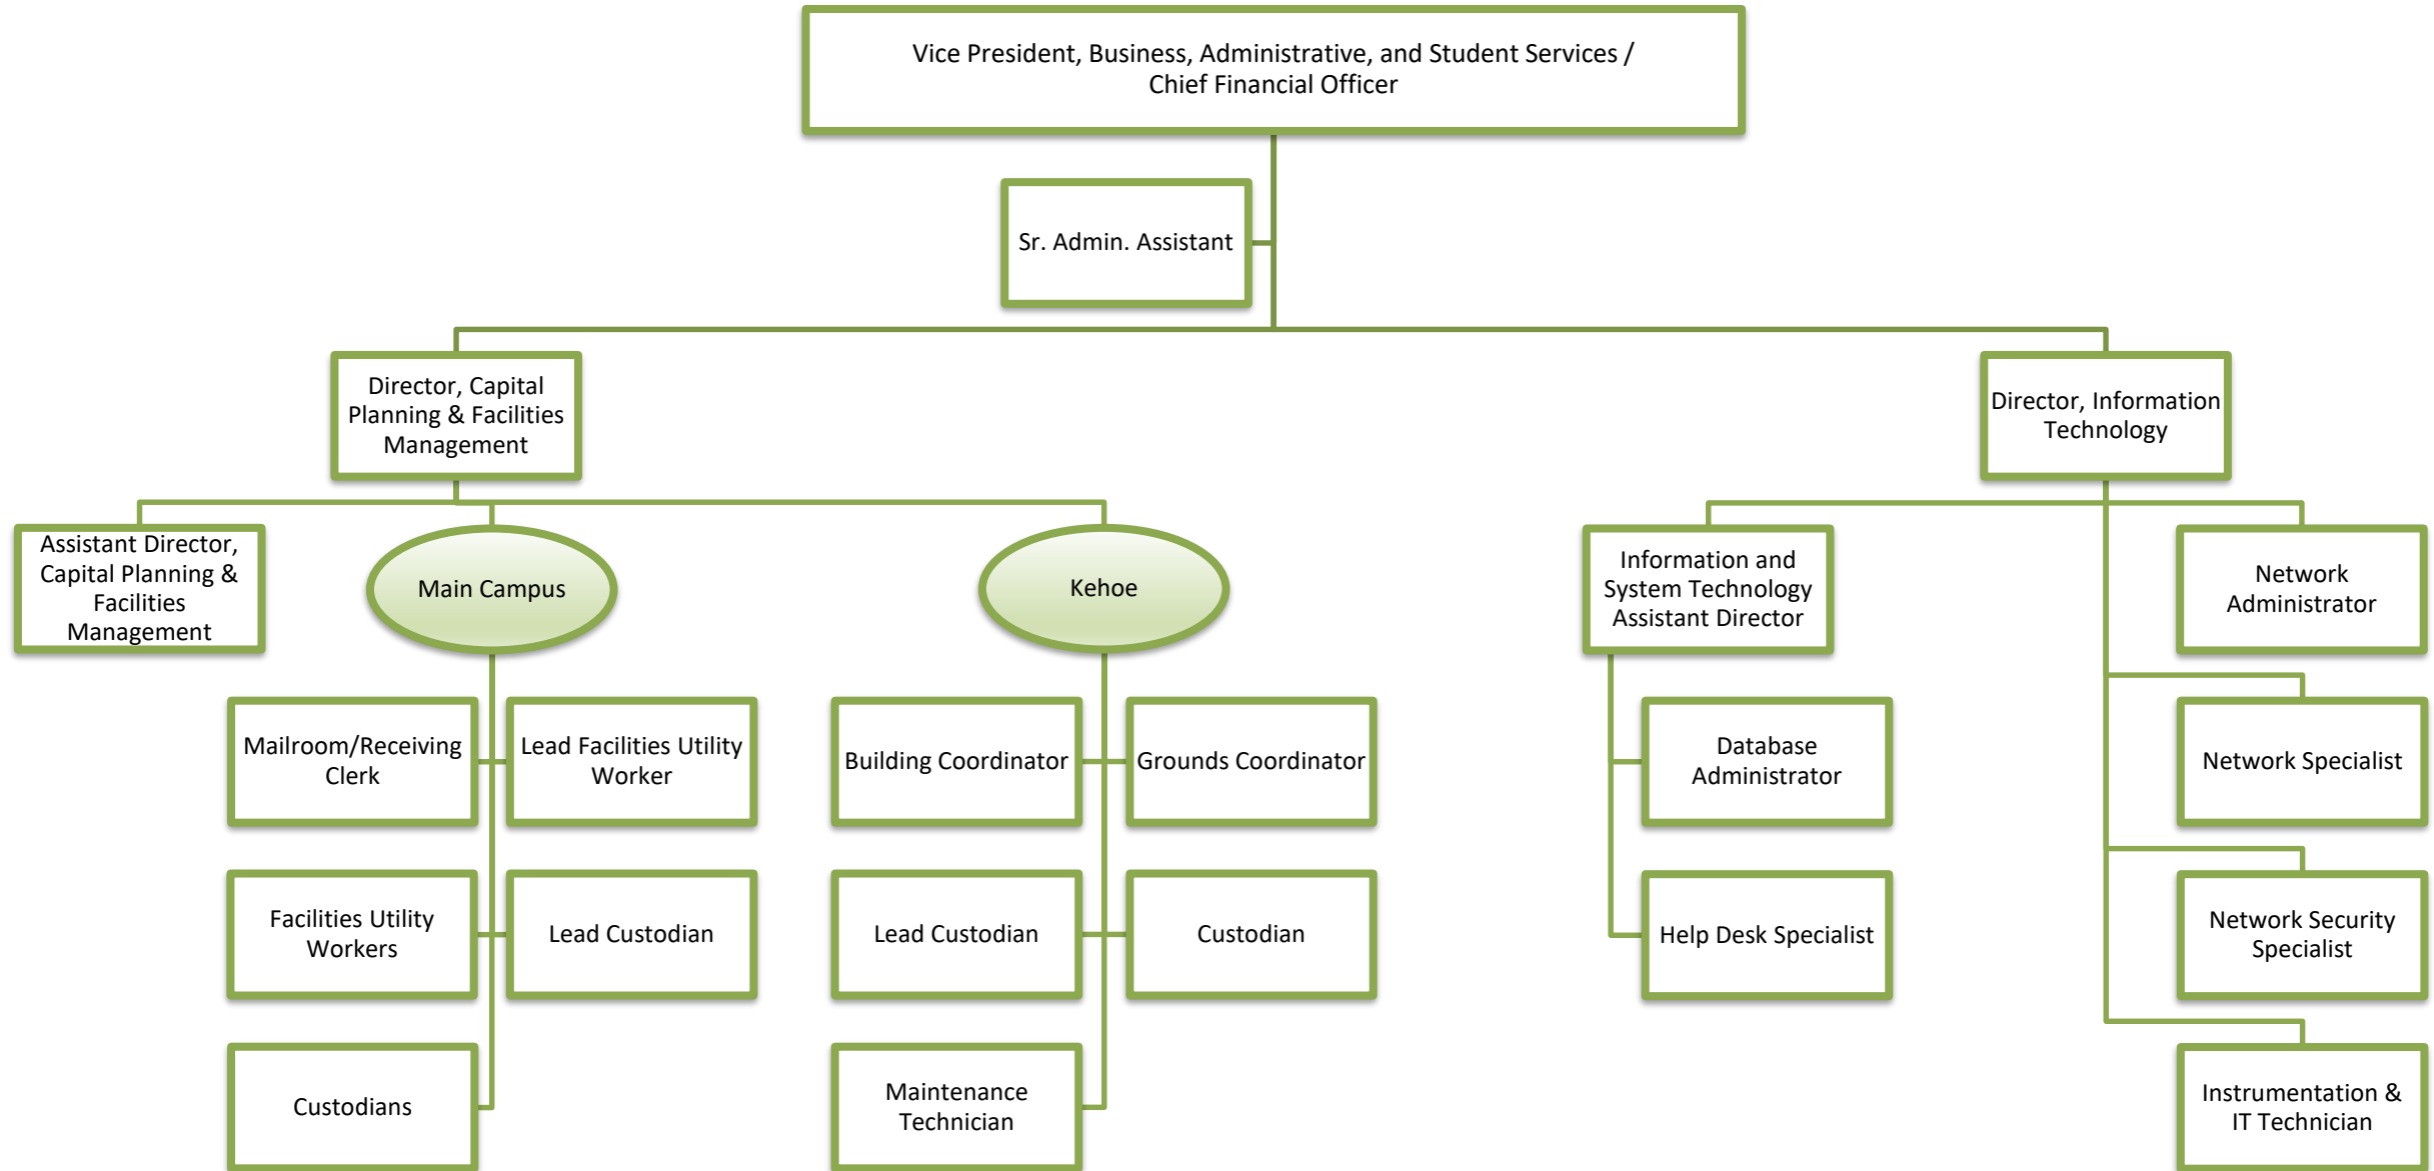 Vice President, Business, Administrative, and Student Services /
Chief Financial Officer
Sr. Admin. Assistant
Director, Capital
Planning & Facilities
Management
Director, Information
Technology
Assistant Director,
Capital Planning &
Facilities
Management
Main Campus
Kehoe
Information and
System Technology
Assistant Director
Network
Administrator
Mailroom/Receiving
Clerk
Lead Facilities Utility
Worker
Building Coordinator
Grounds Coordinator
Database
Administrator
Network Specialist
Facilities Utility
Workers
Lead Custodian
Lead Custodian
Custodian
Help Desk Specialist
Network Security
Specialist
Custodians
Maintenance
Technician
Instrumentation &
IT Technician